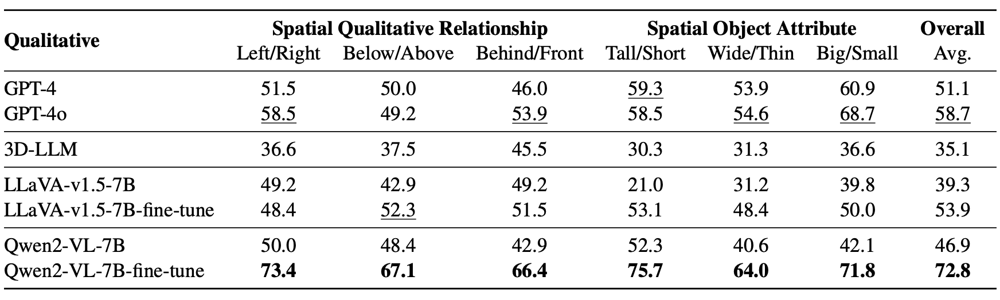 Qualitative Spatial Qualitative Relationship Spatial Object Attribute Overall
Left/Right Below/Above Behind/Front Tall/Short Wide/Thin Big/Small Avg.
GPT-4 51.5 50.0 46.0 59.3 53.9 60.9 51.1
GPT-4o 58.5 49.2 53.9 58.5 54.6 68.7 58.7
3D-LLM 36.6 37.5 45.5 30.3 31.3 36.6 35.1
LLaVA-v1.5-7B 49.2 42.9 49.2 21.0 31.2 39.8 39.3
LLaVA-v1.5-7B-fine-tune 48.4 52.3 51.5 53.1 48.4 50.0 53.9
Qwen2-VL-7B 50.0 48.4 42.9 52.3 40.6 42.1 46.9
Qwen2-VL-7B-fine-tune 73.4 67.1 66.4 75.7 64.0 71.8 72.8